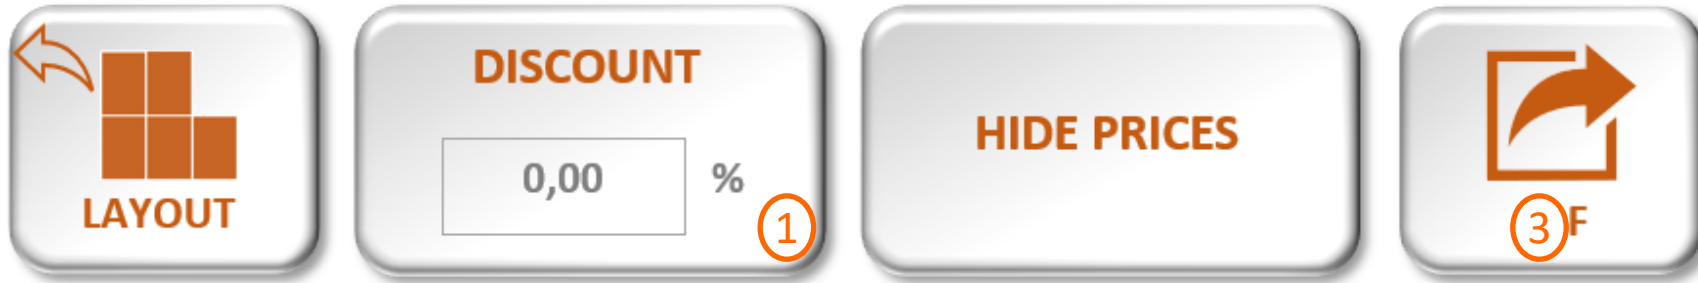 LAYOUT
DISCOUNT
0,00 %
1
HIDE PRICES
3
F